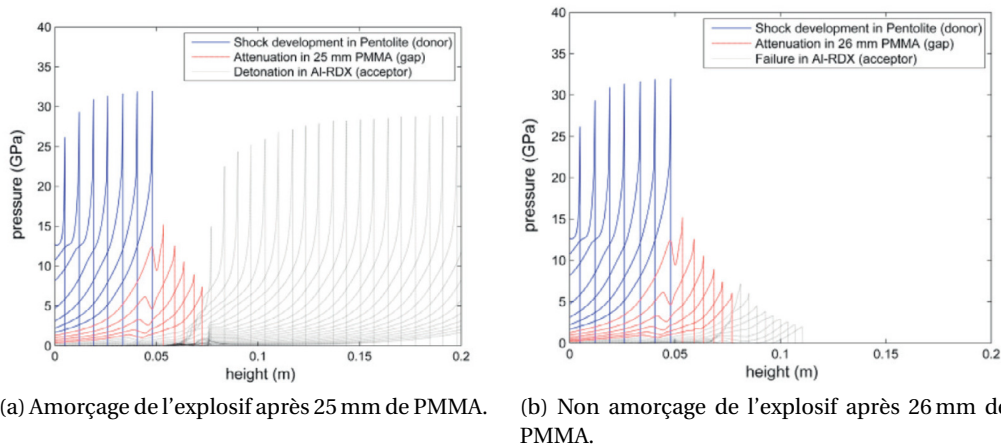 40
35
30
25
20
15
10
5
0
pressure (GPa)
Shock development in Pentolite (donor)
Attenuation in 25 mm PMMA (gap)
Detonation in Al-RDX (acceptor)
0 0.05 0.1 0.15 0.2
height (m)
(a) Amorçage de l'explosif après 25 mm de PMMA.
40
35
30
25
20
15
10
5
0
pressure (GPa)
Shock development in Pentolite (donor)
Attenuation in 26 mm PMMA (gap)
Failure in Al-RDX (acceptor)
0 0.05 0.1 0.15 0.2
height (m)
(b) Non amorçage de l'explosif après 26 mm de
PMMA.